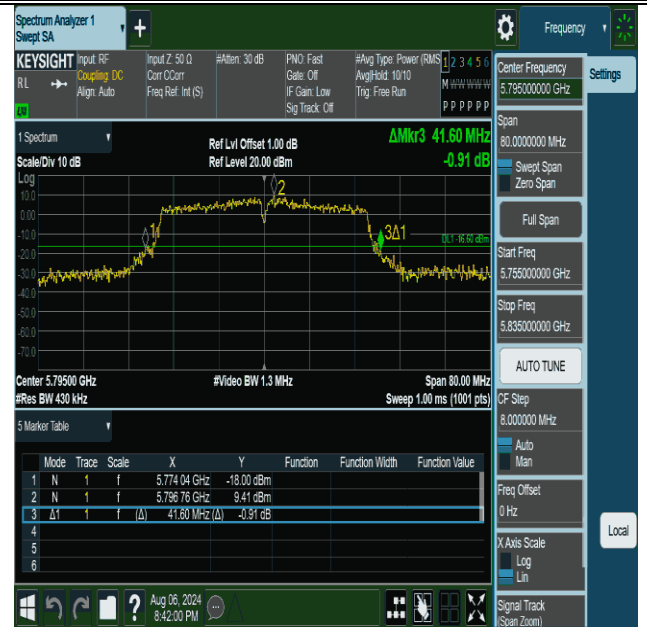 Spectrum Analyzer 1
Swept SA
Frequency
KEYSIGHT Input: RF Input Z: 50 Ω #Atten: 30 dB PNO: Fast #Avg Type: Power (RMS 1 2 3 4 5 6
RL Coupling: DC Corr CCorr Gate: Off Avg|Hold: 10/10 M W W W W W
Align: Auto Freq Ref: Int (S) IF Gain: Low Trig: Free Run
Sig Track: Off P P P P P P
1 Spectrum
Ref Lvl Offset 1.00 dB ΔMkr3 41.60 MHz
Scale/Div 10 dB Ref Level 20.00 dBm -0.91 dB
Log
10.0
0.00
-10.0
-20.0
-30.0
-40.0
-50.0
-60.0
-70.0
1
2
3Δ1
DL1 -16.60 dBm
Center 5.79500 GHz #Video BW 1.3 MHz Span 80.00 MHz
#Res BW 430 kHz Sweep 1.00 ms (1001 pts)
5 Marker Table
Mode Trace Scale X Y Function Function Width Function Value
1 N 1 f 5.774 04 GHz -18.00 dBm
2 N 1 f 5.796 76 GHz 9.41 dBm
3 Δ1 1 f (Δ) 41.60 MHz (Δ) -0.91 dB
4
5
6
Aug 06, 2024
8:42:00 PM
Center Frequency
5.795000000 GHz
Settings
Span
80.0000000 MHz
Swept Span
Zero Span
Full Span
Start Freq
5.755000000 GHz
Stop Freq
5.835000000 GHz
AUTO TUNE
CF Step
8.000000 MHz
Auto
Man
Freq Offset
0 Hz
X Axis Scale
Log
Lin
Local
Signal Track
(Span Zoom)